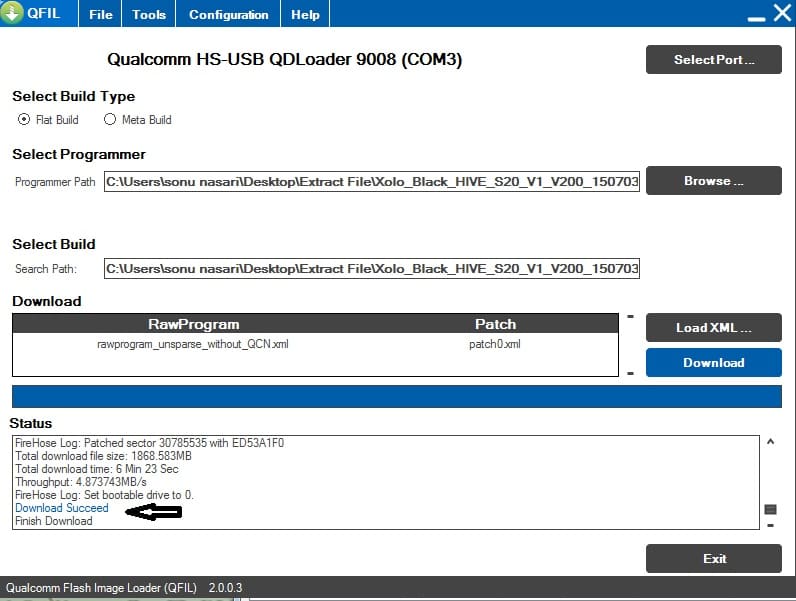 QFIL File Tools Configuration Help
Qualcomm HS-USB QDLoader 9008 (COM3)
Select Port ...
Select Build Type
Flat Build Meta Build
Select Programmer
Programmer Path C:\Users\sonu nasari\Desktop\Extract File\Xolo_Black_HIVE_S20_V1_V200_150703
Browse ...
Select Build
Search Path: C:\Users\sonu nasari\Desktop\Extract File\Xolo_Black_HIVE_S20_V1_V200_150703
Download
RawProgram Patch
rawprogram_unsparse_without_QCN.xml patch0.xml
Load XML ...
Download
Status
FireHose Log: Patched sector 30785535 with ED53A1F0
Total download file size: 1868.583MB
Total download time: 6 Min 23 Sec
Throughput: 4.873743MB/s
FireHose Log: Set bootable drive to 0.
Download Succeed
Finish Download
Exit
Qualcomm Flash Image Loader (QFIL) 2.0.0.3